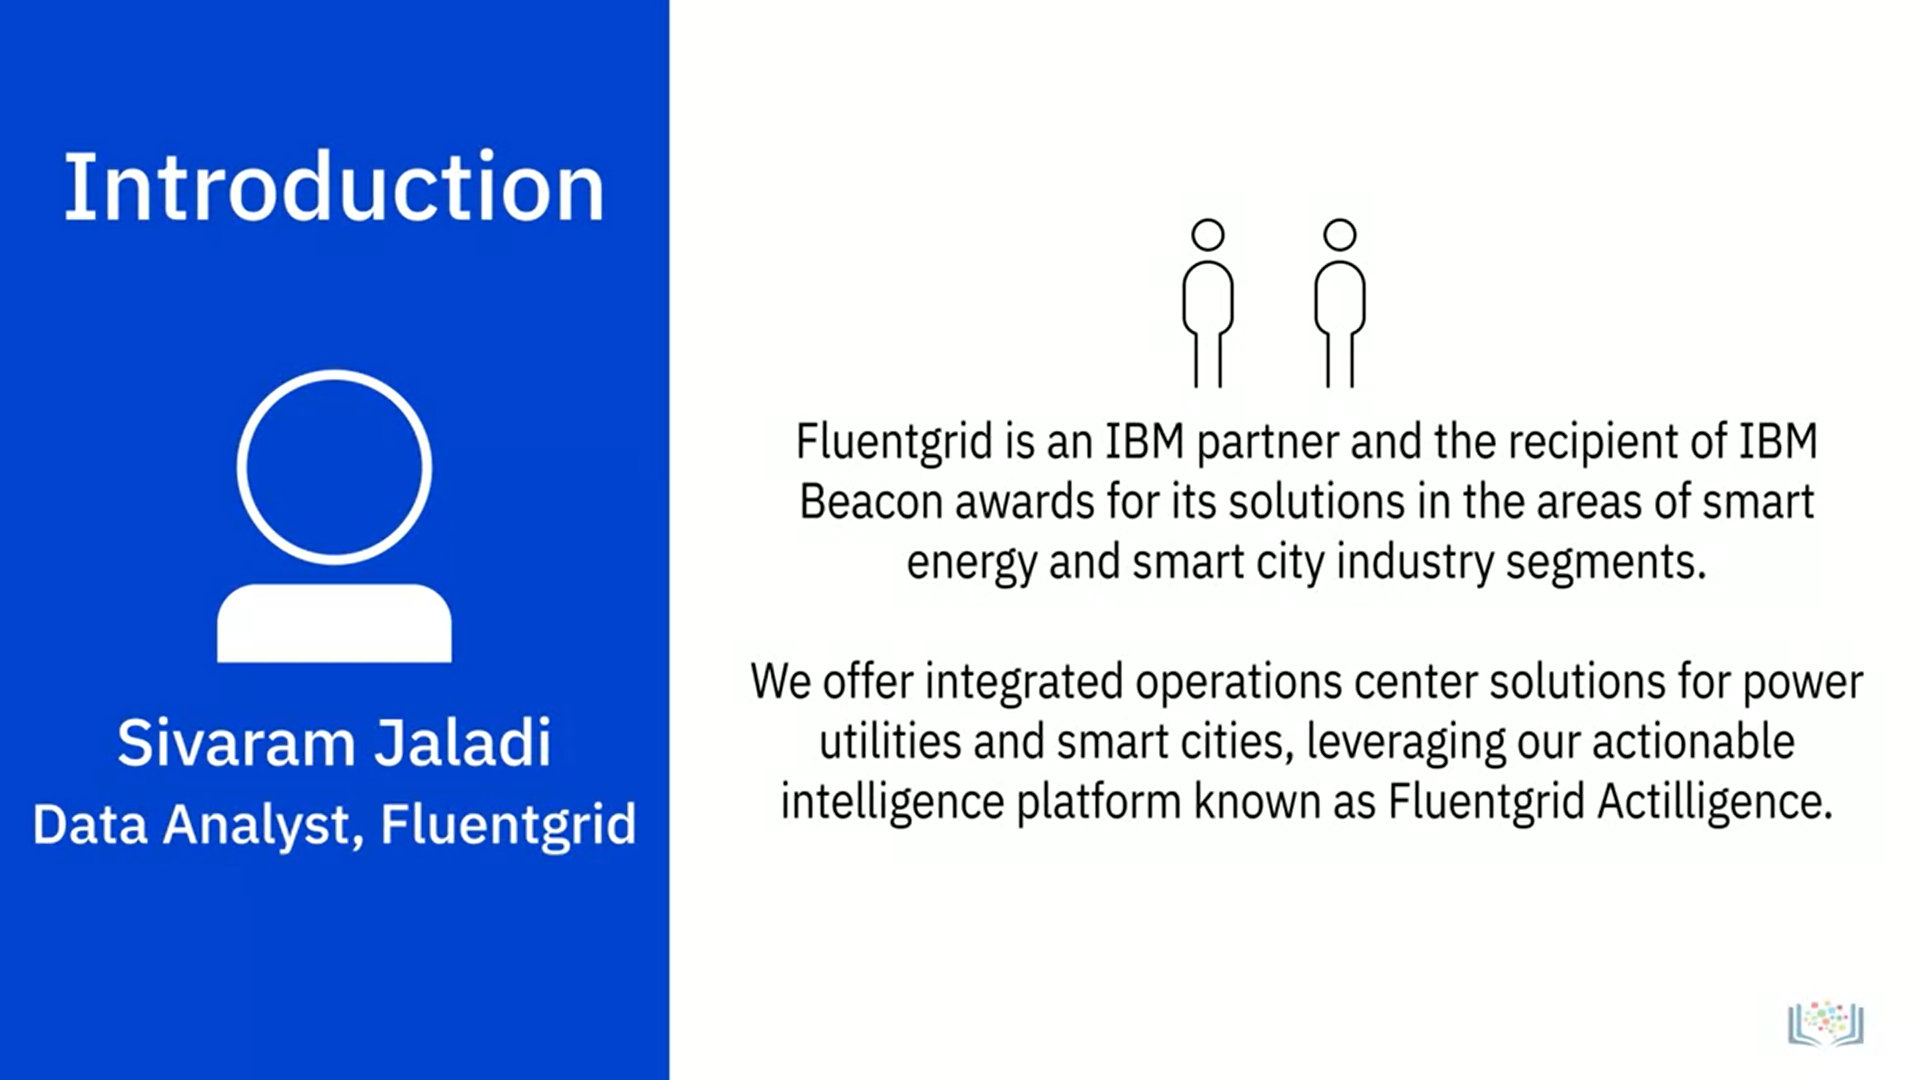 Introduction
Sivaram Jaladi
Data Analyst, Fluentgrid
Fluentgrid is an IBM partner and the recipient of IBM
Beacon awards for its solutions in the areas of smart
energy and smart city industry segments.
We offer integrated operations center solutions for power
utilities and smart cities, leveraging our actionable
intelligence platform known as Fluentgrid Actilligence.